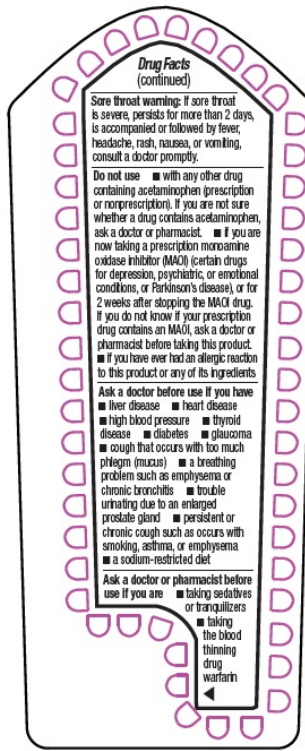 Drug Facts
(continued)
Sore throat warning: If sore throat
is severe, persists for more than 2 days,
is accompanied or followed by fever,
headache, rash, nausea, or vomiting,
consult a doctor promptly.
Do not use ■ with any other drug
containing acetaminophen (prescription
or nonprescription). If you are not sure
whether a drug contains acetaminophen,
ask a doctor or pharmacist. ■ if you are
now taking a prescription monoamine
oxidase inhibitor (MAOI) (certain drugs
for depression, psychiatric, or emotional
conditions, or Parkinson's disease), or for
2 weeks after stopping the MAOI drug.
If you do not know if your prescription
drug contains an MAOI, ask a doctor or
pharmacist before taking this product.
■ if you have ever had an allergic reaction
to this product or any of its ingredients
Ask a doctor before use if you have
■ liver disease ■ heart disease
■ high blood pressure ■ thyroid
disease ■ diabetes ■ glaucoma
■ cough that occurs with too much
phlegm (mucus) ■ a breathing
problem such as emphysema or
chronic bronchitis ■ trouble
urinating due to an enlarged
prostate gland ■ persistent or
chronic cough such as occurs with
smoking, asthma, or emphysema
■ a sodium-restricted diet
Ask a doctor or pharmacist before
use if you are ■ taking sedatives
or tranquilizers
■ taking
the blood
thinning
drug
warfarin